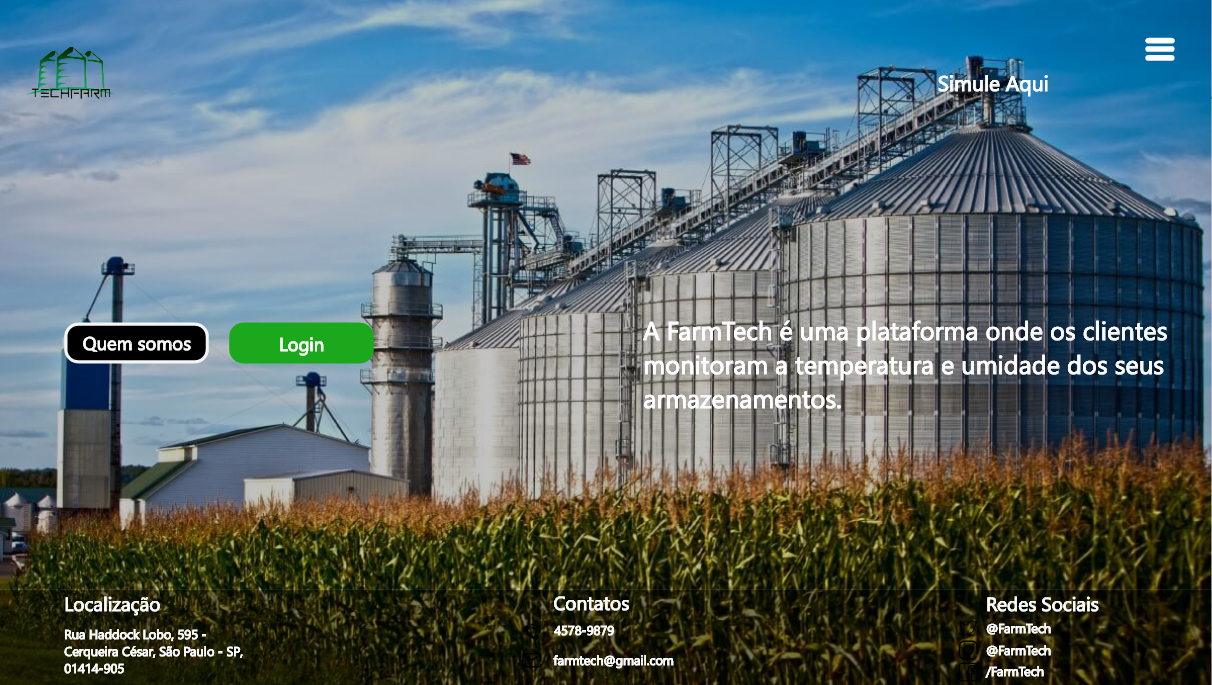 TECHFARM
Simule Aqui
Quem somos
Login
A FarmTech é uma plataforma onde os clientes
monitoram a temperatura e umidade dos seus
armazenamentos.
Localização
Rua Haddock Lobo, 595 -
Cerqueira César, São Paulo - SP,
01414-905
Contatos
4578-9879
farmtech@gmail.com
Redes Sociais
@FarmTech
@FarmTech
/FarmTech